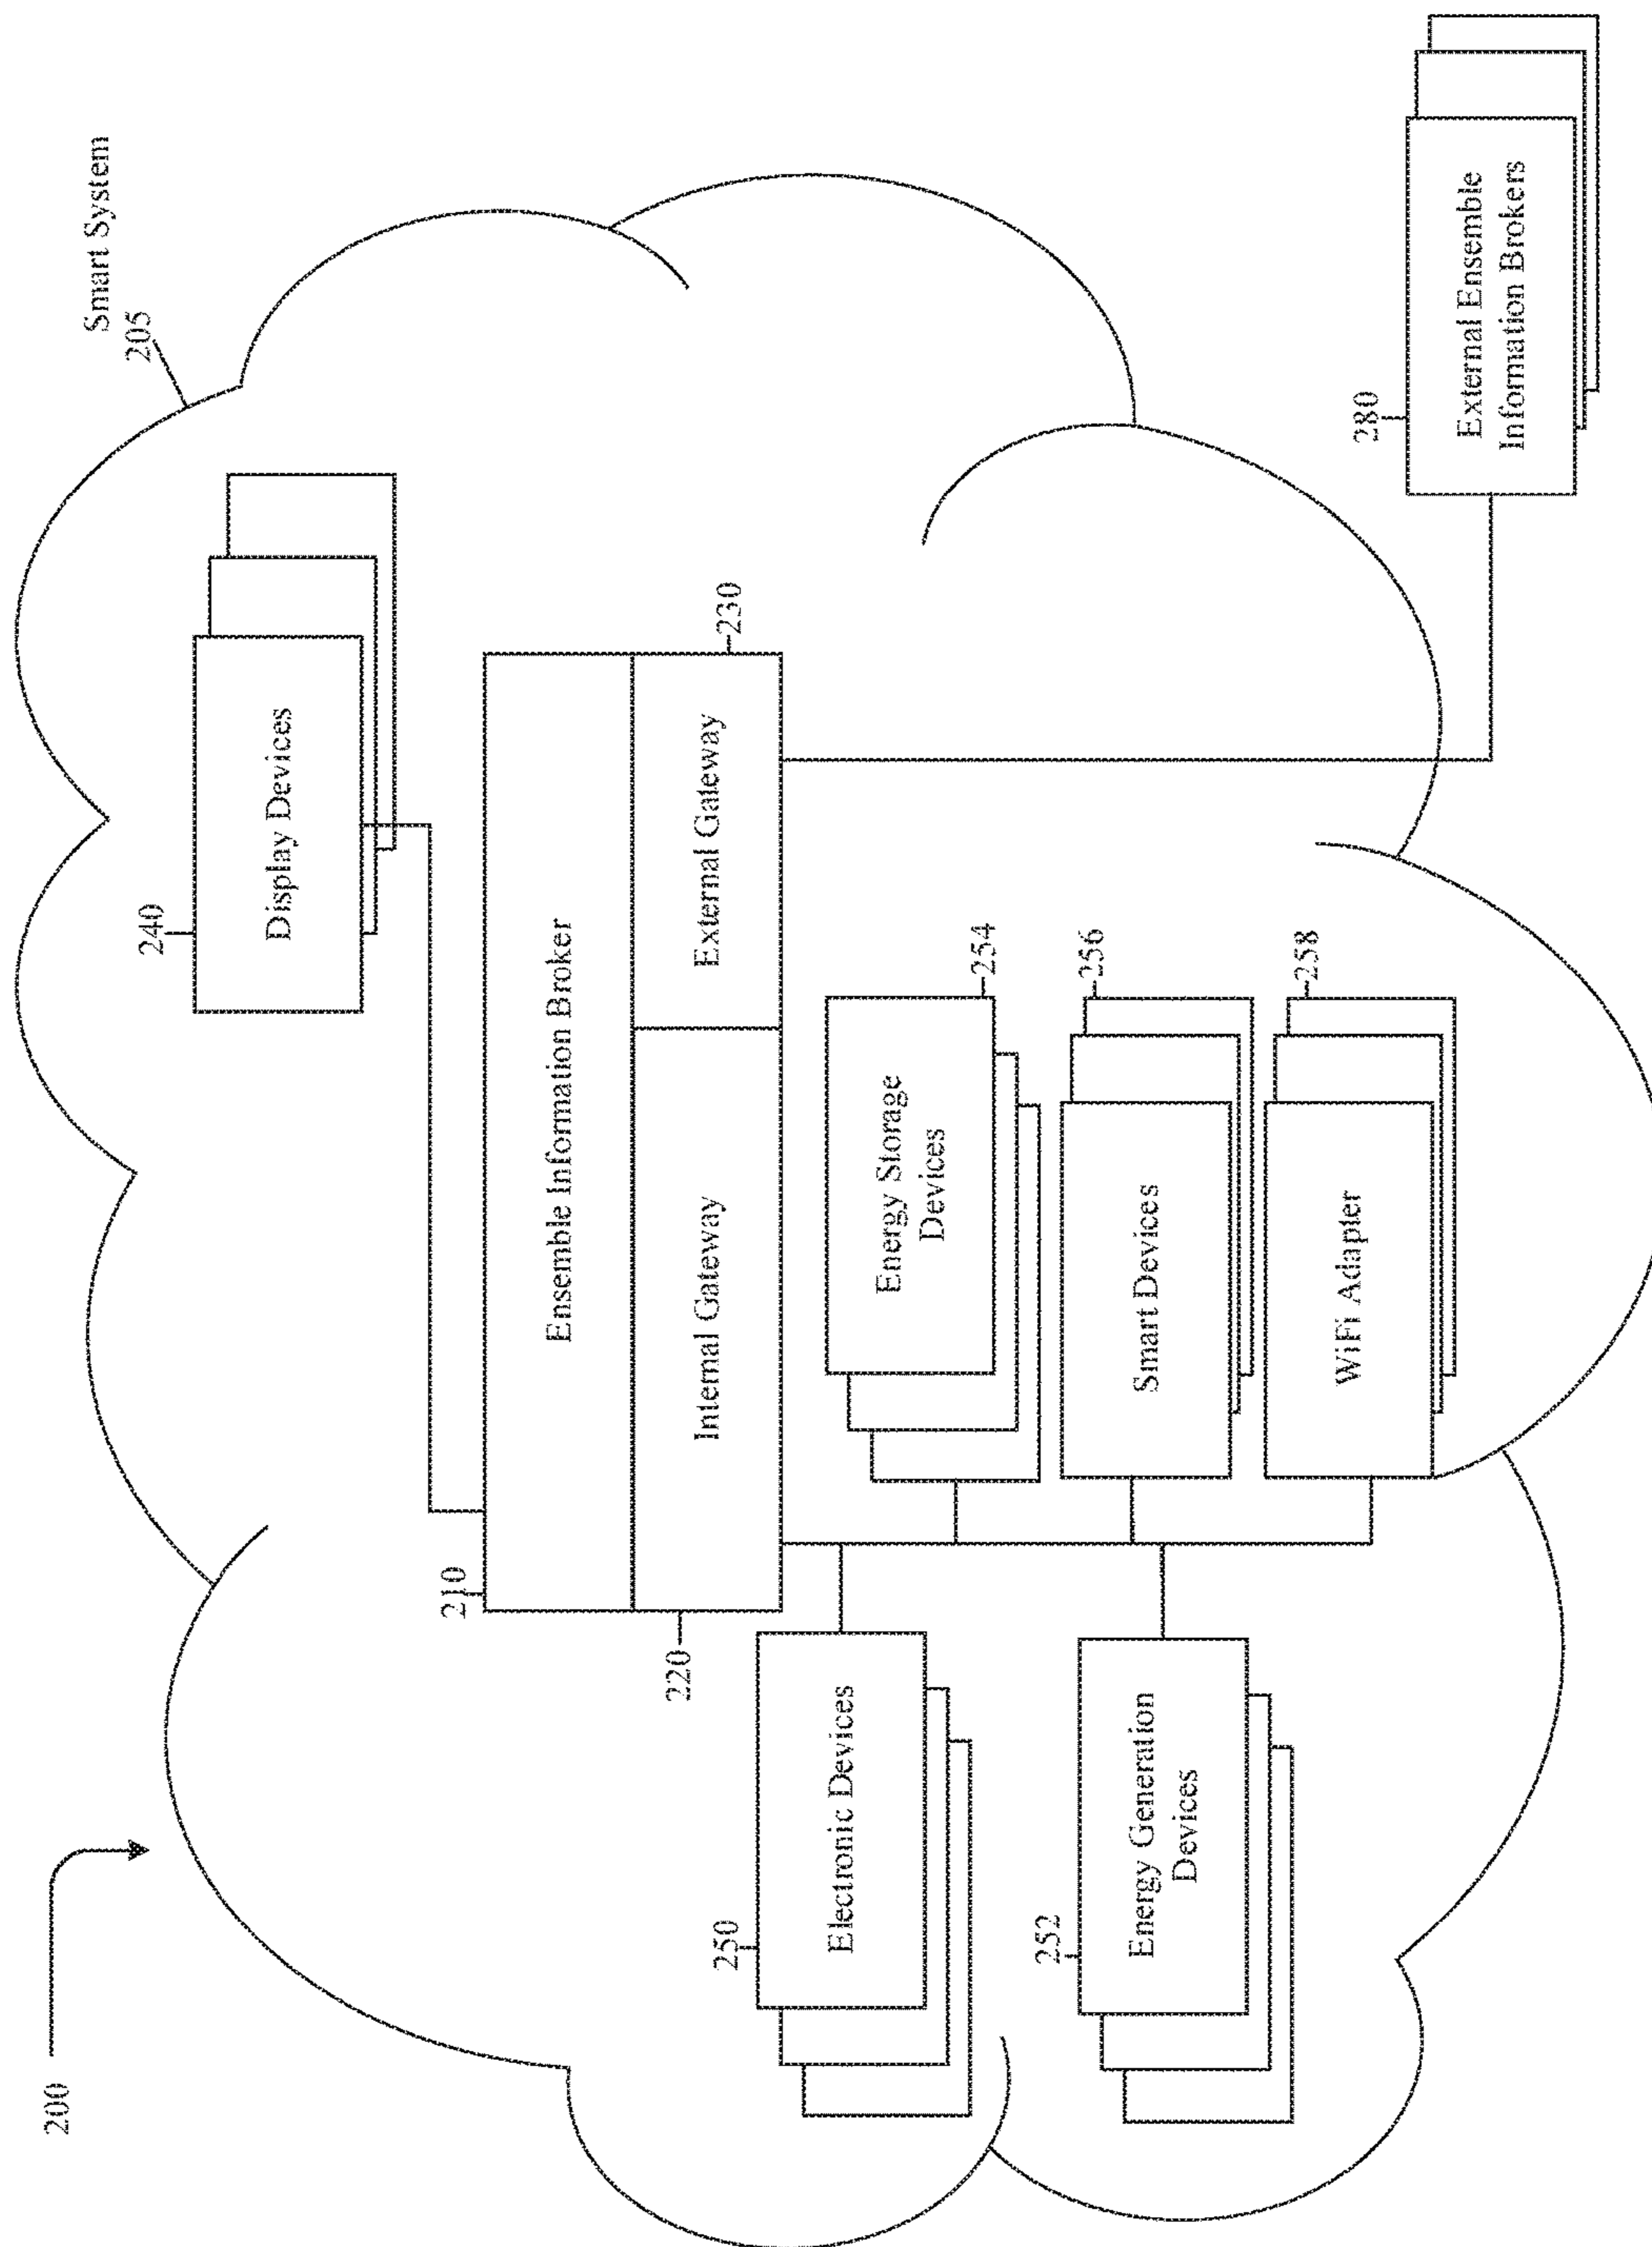 200
Smart System
205
240
Display Devices
210
Ensemble Information Broker
220
Internal Gateway
External Gateway
230
250
Electronic Devices
Energy Storage
Devices
254
252
Energy Generation
Devices
Smart Devices
256
WiFi Adapter
258
280
External Ensemble
Information Brokers